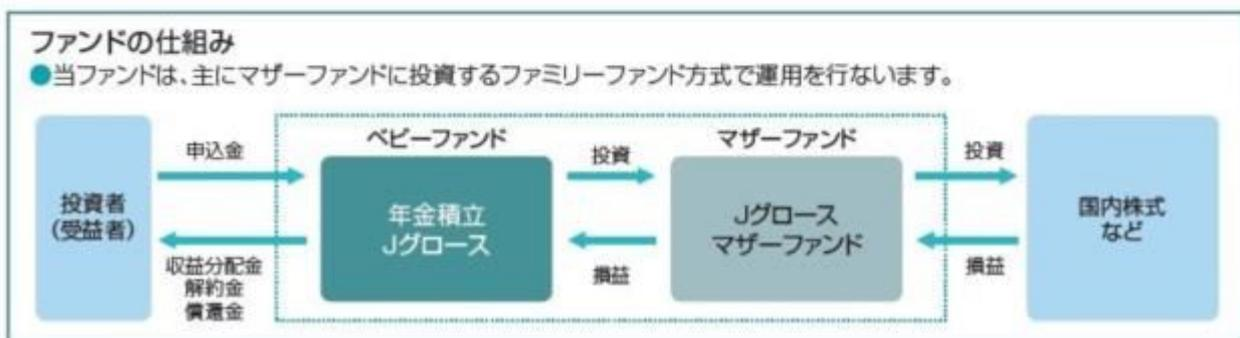 ファンドの仕組み
●当ファンドは、主にマザーファンドに投資するファミリーファンド方式で運用を行ないます。
投資者
(受益者)
申込金
収益分配金
解約金
償還金
ベビーファンド
年金積立
Jグロース
投資
損益
マザーファンド
Jグロース
マザーファンド
投資
損益
国内株式
など